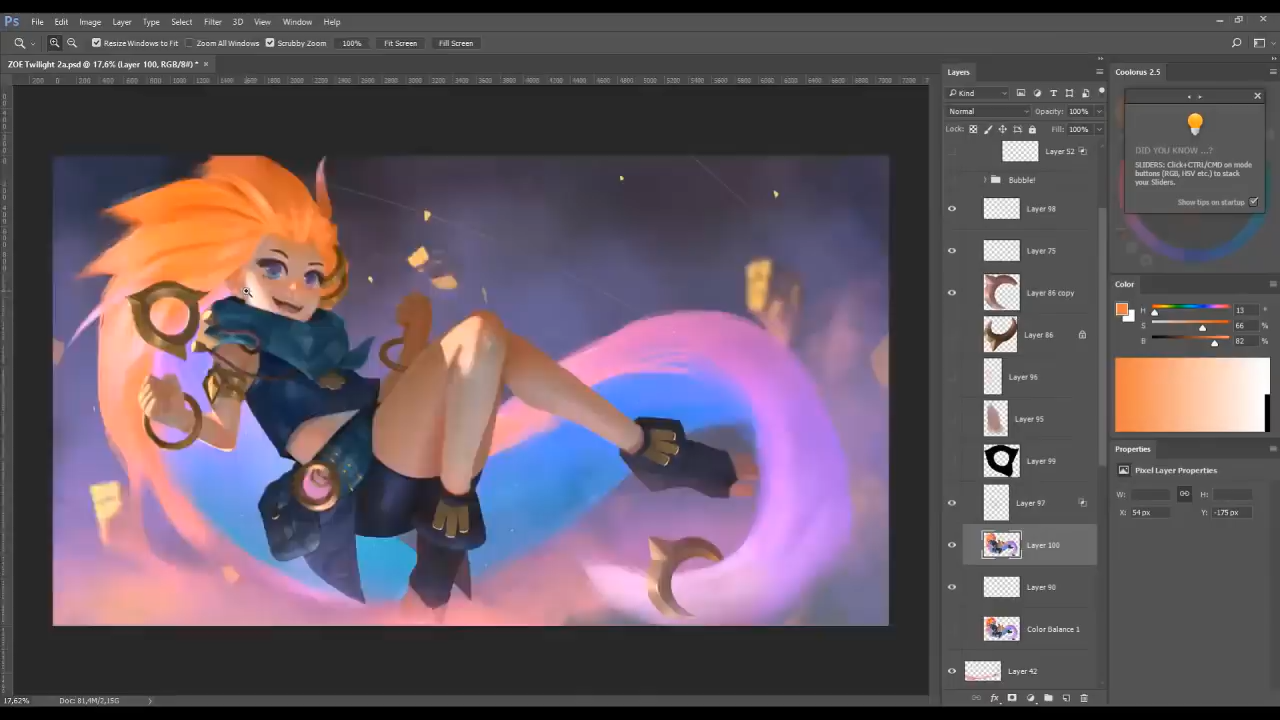 Ps File Edit Image Layer Type Select Filter 3D View Window Help
Resize Windows to Fit Zoom All Windows Scrubby Zoom 100% Fit Screen Fill Screen
ZOE Twilight 2a.psd @ 17,6% (Layer 100, RGB/8#) * ×
Layers
Kind
Normal Opacity: 100%
Lock: Fill: 100%
Layer 52
Bubble!
Layer 98
Layer 75
Layer 86 copy
Layer 86
Layer 96
Layer 95
Layer 99
Layer 97
Layer 100
Layer 90
Color Balance 1
Layer 42
Coolorus 2.5
DID YOU KNOW ...?
SLIDERS: Click+CTRL/CMD on mode
buttons (RGB, HSV etc.) to stack
your Sliders.
Show tips on startup
Color
H 13 °
S 66 %
B 82 %
Properties
Pixel Layer Properties
W: H:
X: 54 px Y: -175 px
17,62% Doc: 81,4M/2,15G